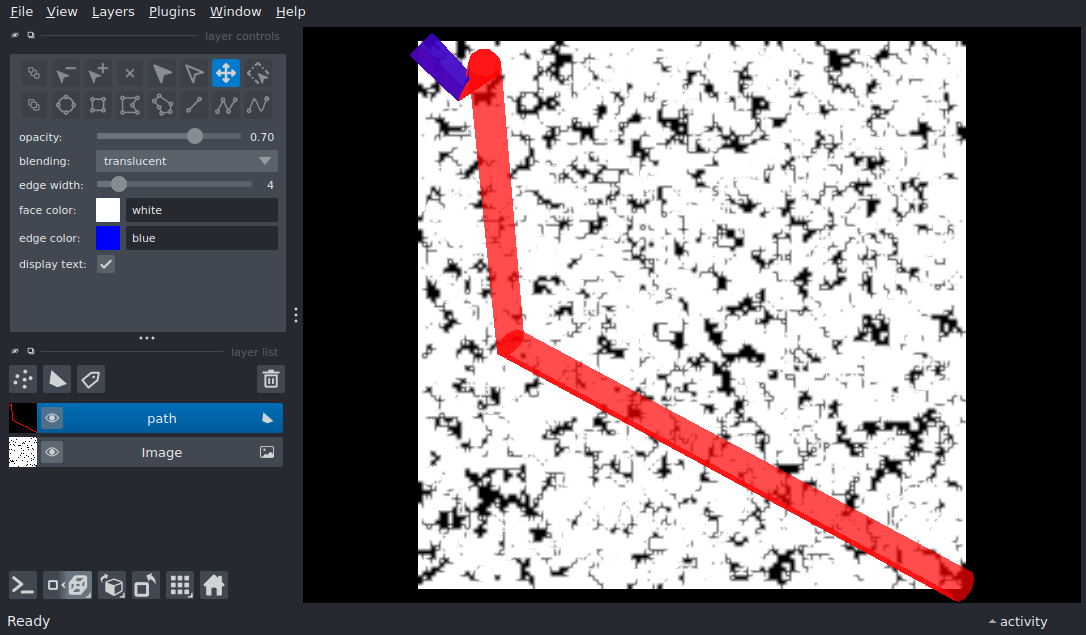 File View Layers Plugins Window Help
layer controls
opacity: 0.70
blending: translucent
edge width: 4
face color: white
edge color: blue
display text:
layer list
path
Image
Ready activity